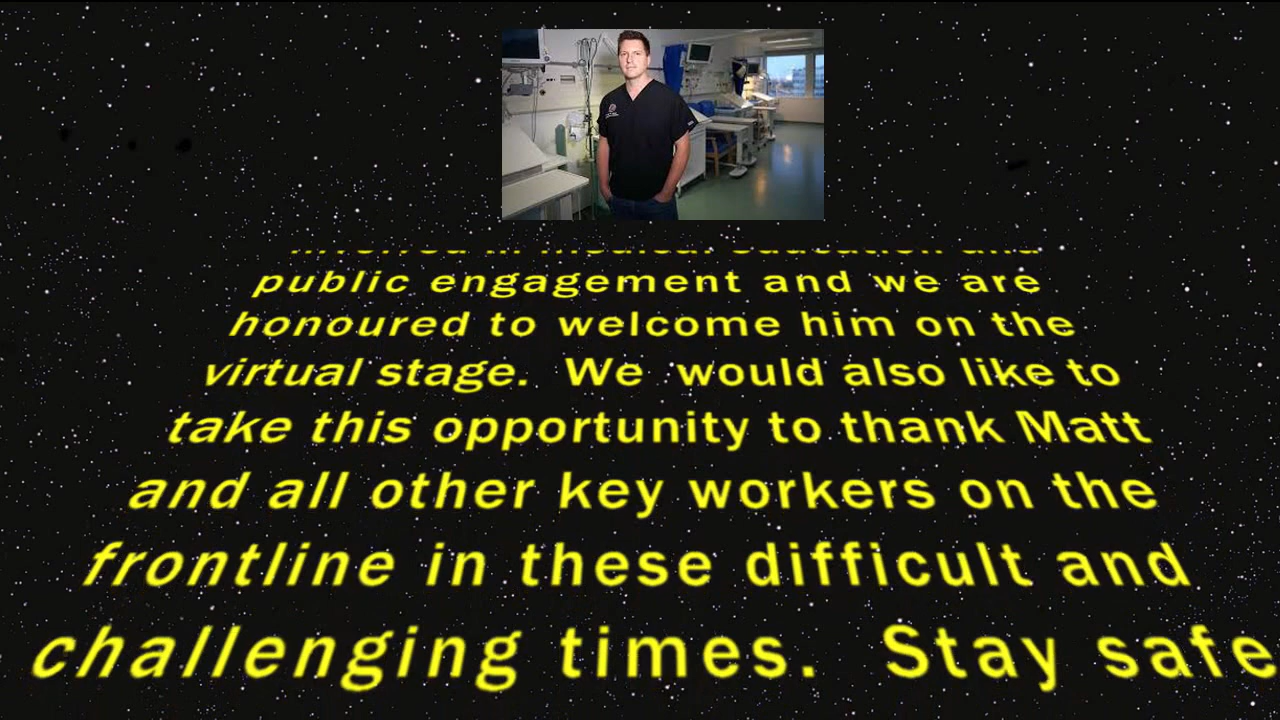 public engagement and we are
honoured to welcome him on the
virtual stage. We would also like to
take this opportunity to thank Matt
and all other key workers on the
frontline in these difficult and
challenging times. Stay safe